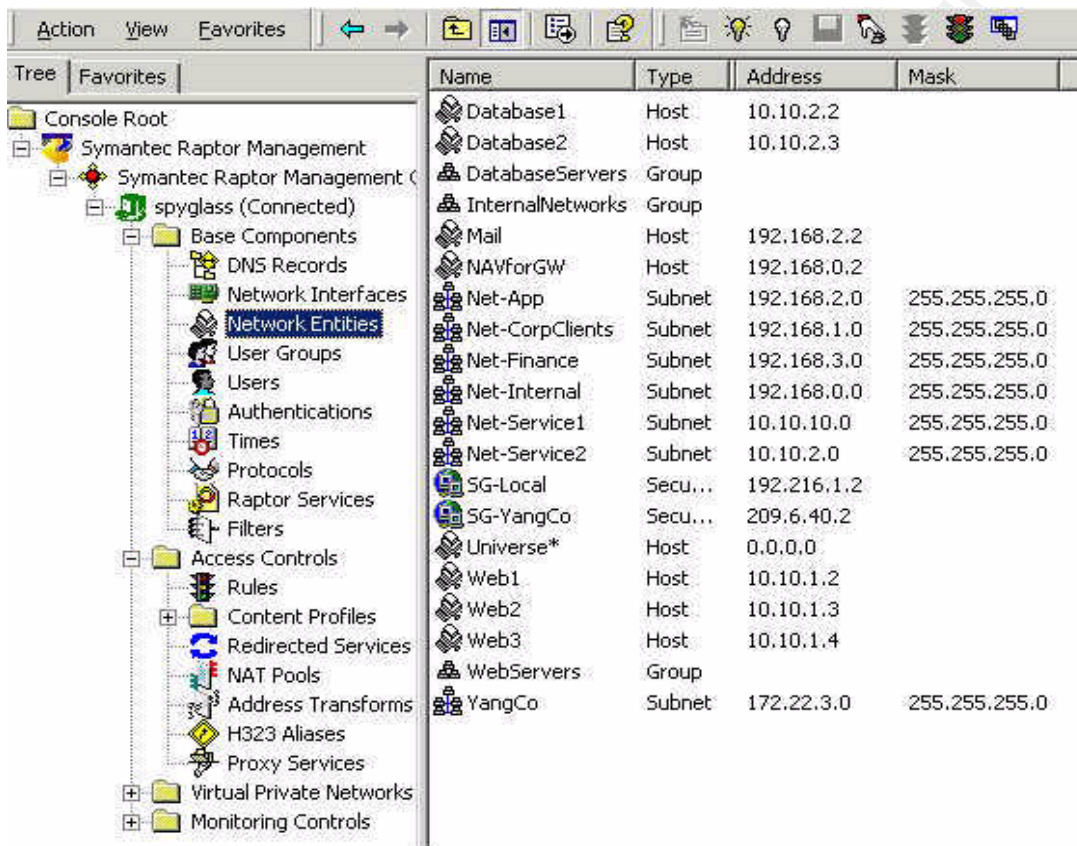 Action View Favorites
Tree Favorites
Console Root
Symantec Raptor Management
Symantec Raptor Management C
spyglass (Connected)
Base Components
DNS Records
Network Interfaces
Network Entities
User Groups
Users
Authentications
Times
Protocols
Raptor Services
Filters
Access Controls
Rules
Content Profiles
Redirected Services
NAT Pools
Address Transforms
H323 Aliases
Proxy Services
Virtual Private Networks
Monitoring Controls
Name Type Address Mask
Database1 Host 10.10.2.2
Database2 Host 10.10.2.3
DatabaseServers Group
InternalNetworks Group
Mail Host 192.168.2.2
NAVforGW Host 192.168.0.2
Net-App Subnet 192.168.2.0 255.255.255.0
Net-CorpClients Subnet 192.168.1.0 255.255.255.0
Net-Finance Subnet 192.168.3.0 255.255.255.0
Net-Internal Subnet 192.168.0.0 255.255.255.0
Net-Service1 Subnet 10.10.10.0 255.255.255.0
Net-Service2 Subnet 10.10.2.0 255.255.255.0
SG-Local Secu... 192.216.1.2
SG-YangCo Secu... 209.6.40.2
Universe* Host 0.0.0.0
Web1 Host 10.10.1.2
Web2 Host 10.10.1.3
Web3 Host 10.10.1.4
WebServers Group
YangCo Subnet 172.22.3.0 255.255.255.0